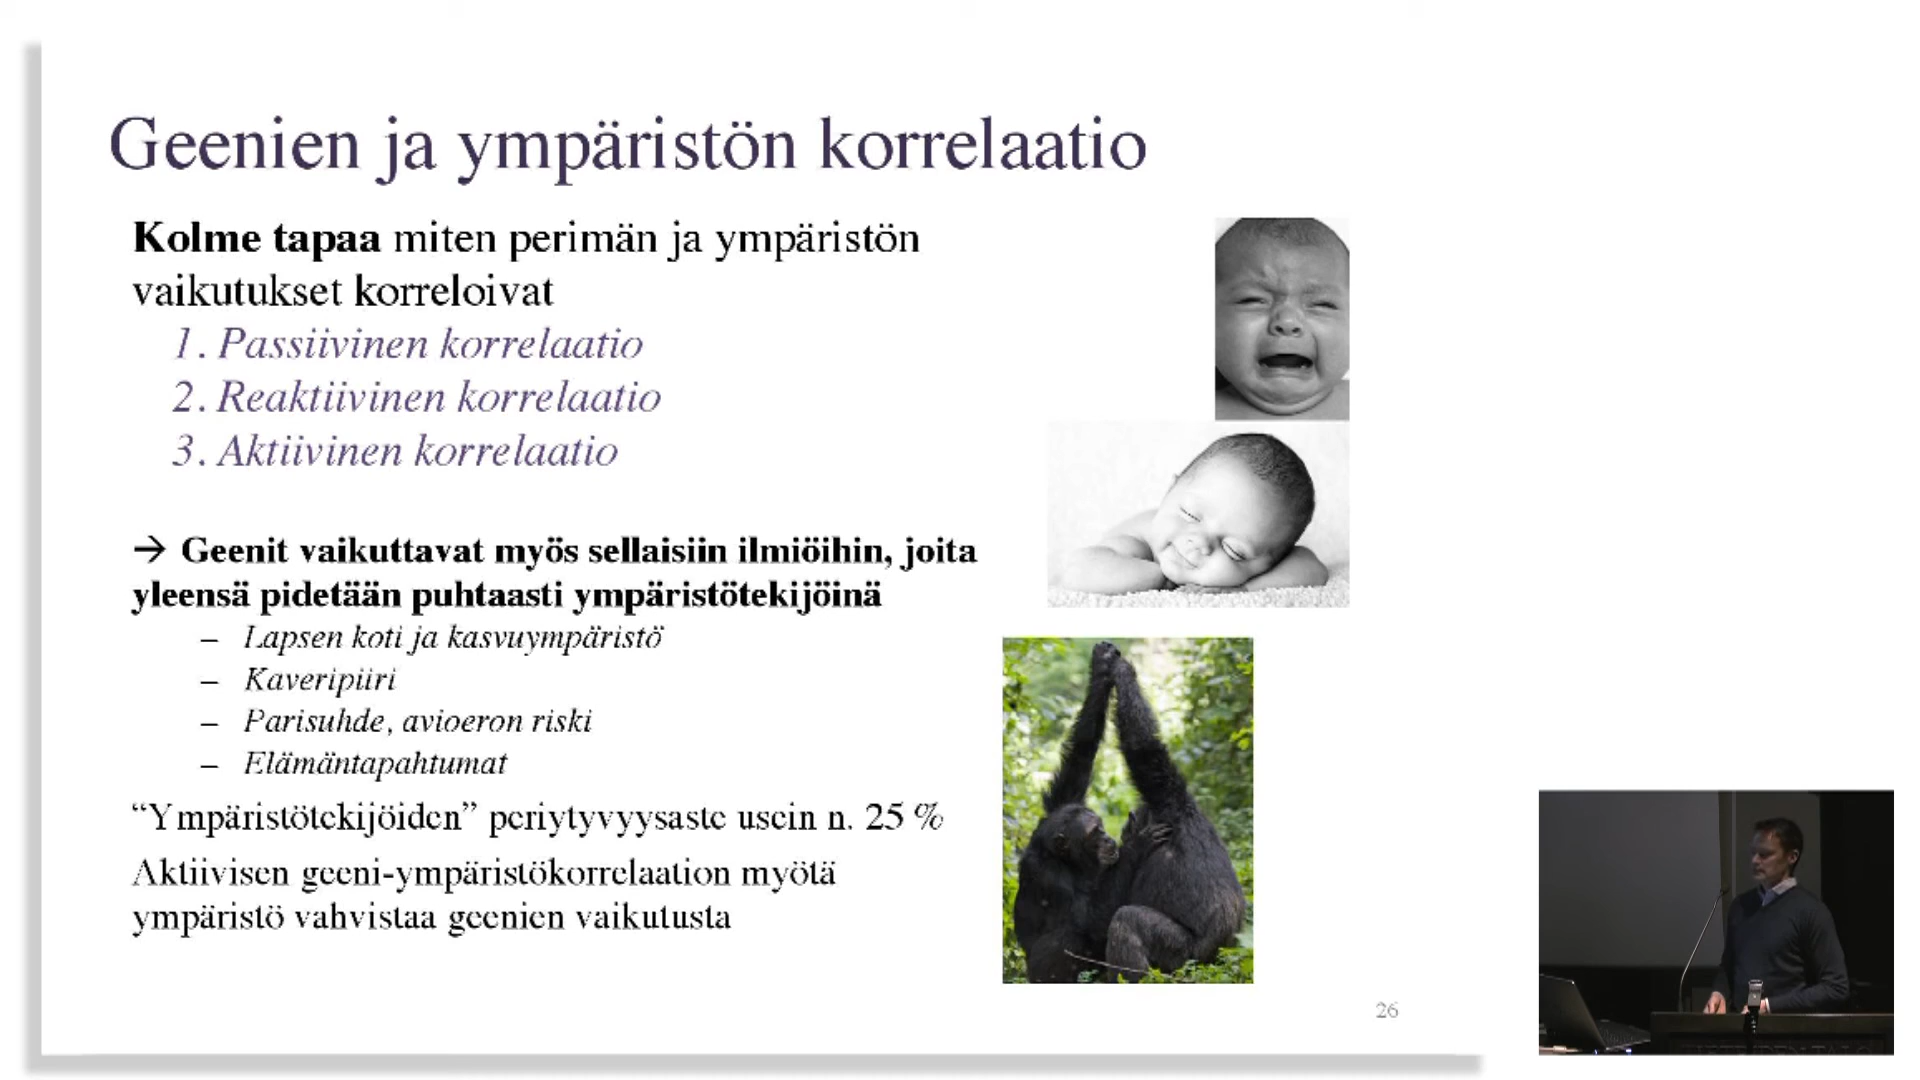 Geenien ja ympäristön korrelaatio
Kolme tapaa miten perimän ja ympäristön
vaikutukset korreloivat
1. Passiivinen korrelaatio
2. Reaktiivinen korrelaatio
3. Aktiivinen korrelaatio
→ Geenit vaikuttavat myös sellaisiin ilmiöihin, joita
yleensä pidetään puhtaasti ympäristötekijöinä
– Lapsen koti ja kasvuympäristö
– Kaveripiiri
– Parisuhde, avioeron riski
– Elämäntapahtumat
“Ympäristötekijöiden” periytyvyysaste usein n. 25 %
Aktiivisen geeni-ympäristökorrelaation myötä
ympäristö vahvistaa geenien vaikutusta
26